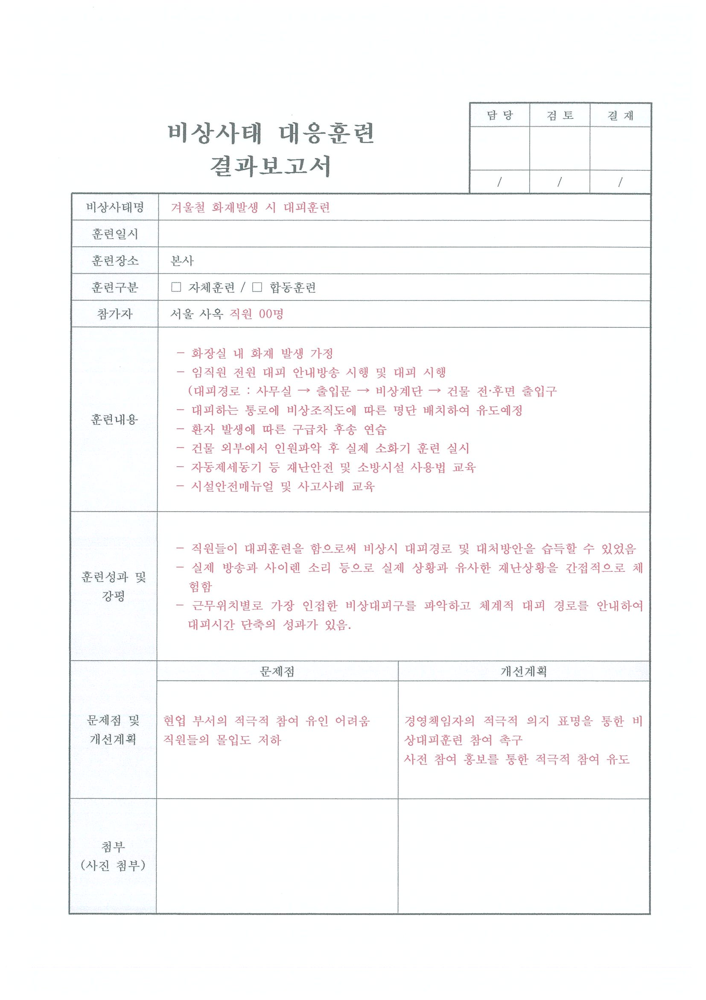 담 당 검 토 결 재
비상사태 대응훈련
결과보고서
/ / /
비상사태명 겨울철 화재발생 시 대피훈련
훈련일시
훈련장소 본사
훈련구분 □ 자체훈련 / □ 합동훈련
참가자 서울 사옥 직원 00명
훈련내용
- 화장실 내 화재 발생 가정
- 임직원 전원 대피 안내방송 시행 및 대피 시행
(대피경로 : 사무실 → 출입문 → 비상계단 → 건물 전·후면 출입구
- 대피하는 통로에 비상조직도에 따른 명단 배치하여 유도예정
- 환자 발생에 따른 구급차 후송 연습
- 건물 외부에서 인원파악 후 실제 소화기 훈련 실시
- 자동제세동기 등 재난안전 및 소방시설 사용법 교육
- 시설안전매뉴얼 및 사고사례 교육
훈련성과 및
강평
- 직원들이 대피훈련을 함으로써 비상시 대피경로 및 대처방안을 습득할 수 있었음
- 실제 방송과 사이렌 소리 등으로 실제 상황과 유사한 재난상황을 간접적으로 체
험함
- 근무위치별로 가장 인접한 비상대피구를 파악하고 체계적 대피 경로를 안내하여
대피시간 단축의 성과가 있음.
문제점 및
개선계획
문제점
현업 부서의 적극적 참여 유인 어려움
직원들의 몰입도 저하
개선계획
경영책임자의 적극적 의지 표명을 통한 비
상대피훈련 참여 촉구
사전 참여 홍보를 통한 적극적 참여 유도
첨부
(사진 첨부)